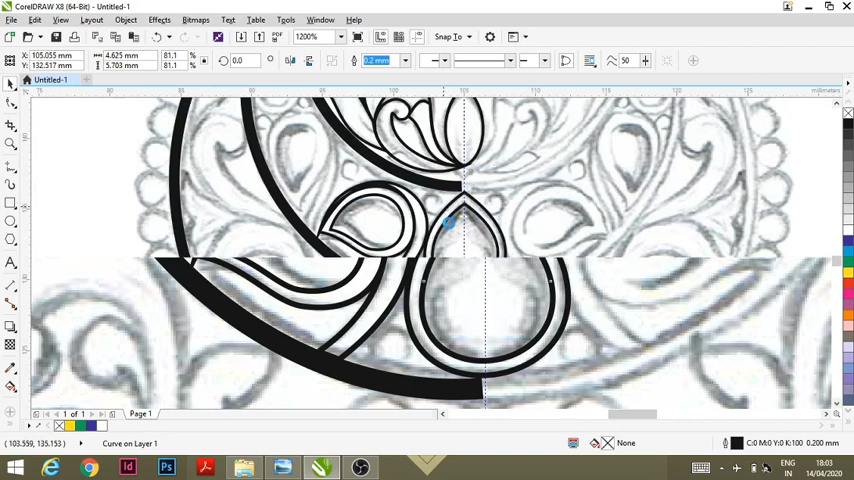 CorelDRAW X8 (64-Bit) - Untitled-1
File Edit View Layout Object Effects Bitmaps Text Table Tools Window Help
PDF 1200% Snap To
X: 105.055 mm 4.625 mm 81.1 0.0 0.2 mm 50
Y: 132.517 mm 5.703 mm 81.1
Untitled-1
80 85 90 95 100 105 110 115 120 125 millimeters
1 of 1 Page 1
(103.559, 135.153) Curve on Layer 1 None C:0 M:0 Y:0 K:100 0.200 mm
ENG 18:03
IN 14/04/2020